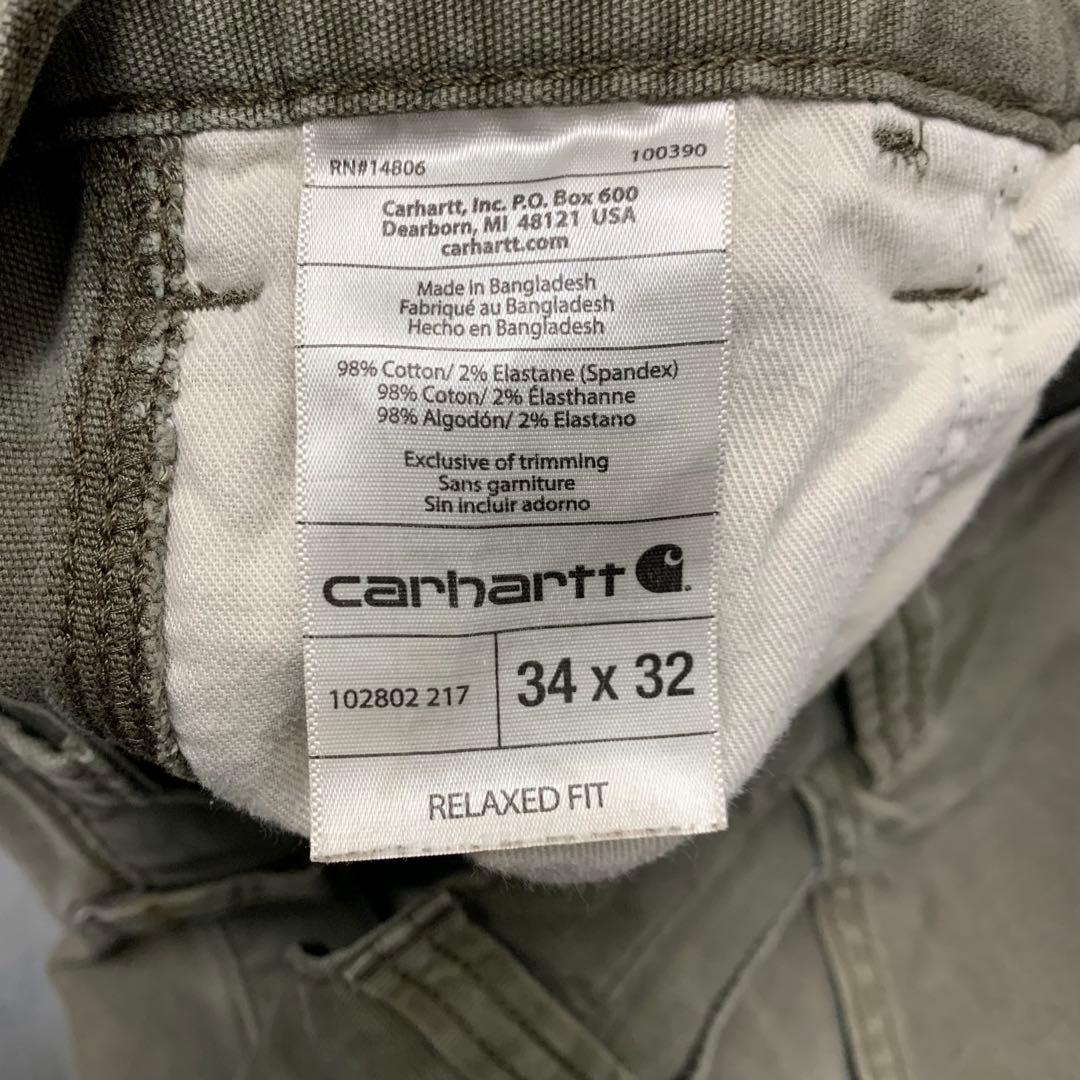 RN#14806 100390
Carhartt, Inc. P.O. Box 600
Dearborn, MI 48121 USA
carhartt.com
Made in Bangladesh
Fabriqué au Bangladesh
Hecho en Bangladesh
98% Cotton/ 2% Elastane (Spandex)
98% Coton/ 2% Élasthanne
98% Algodón/ 2% Elastano
Exclusive of trimming
Sans garniture
Sin incluir adorno
carhartt
102802 217 34 x 32
RELAXED FIT